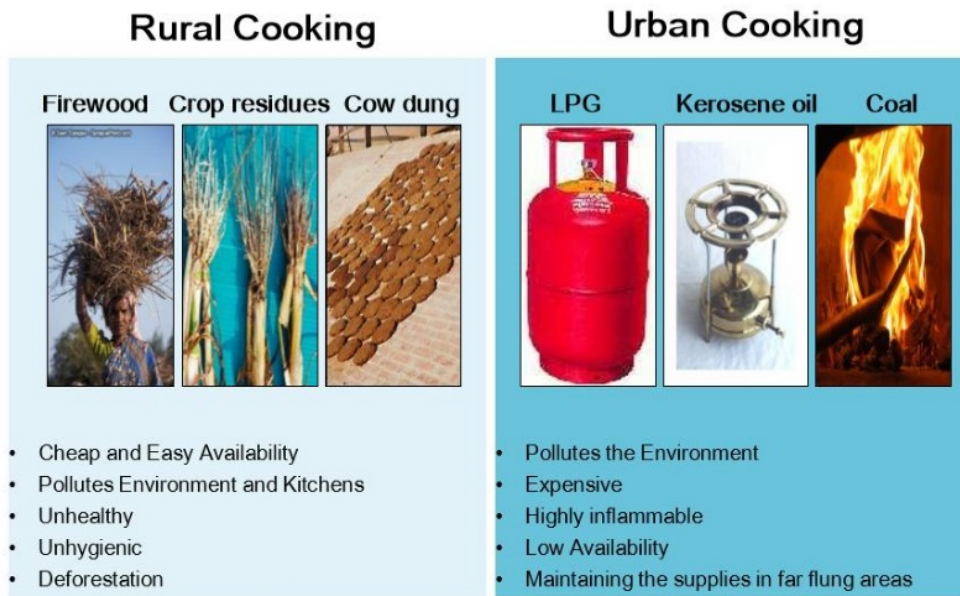 Rural Cooking
Urban Cooking
Firewood Crop residues Cow dung
LPG Kerosene oil Coal
• Cheap and Easy Availability
• Pollutes Environment and Kitchens
• Unhealthy
• Unhygienic
• Deforestation
• Pollutes the Environment
• Expensive
• Highly inflammable
• Low Availability
• Maintaining the supplies in far flung areas